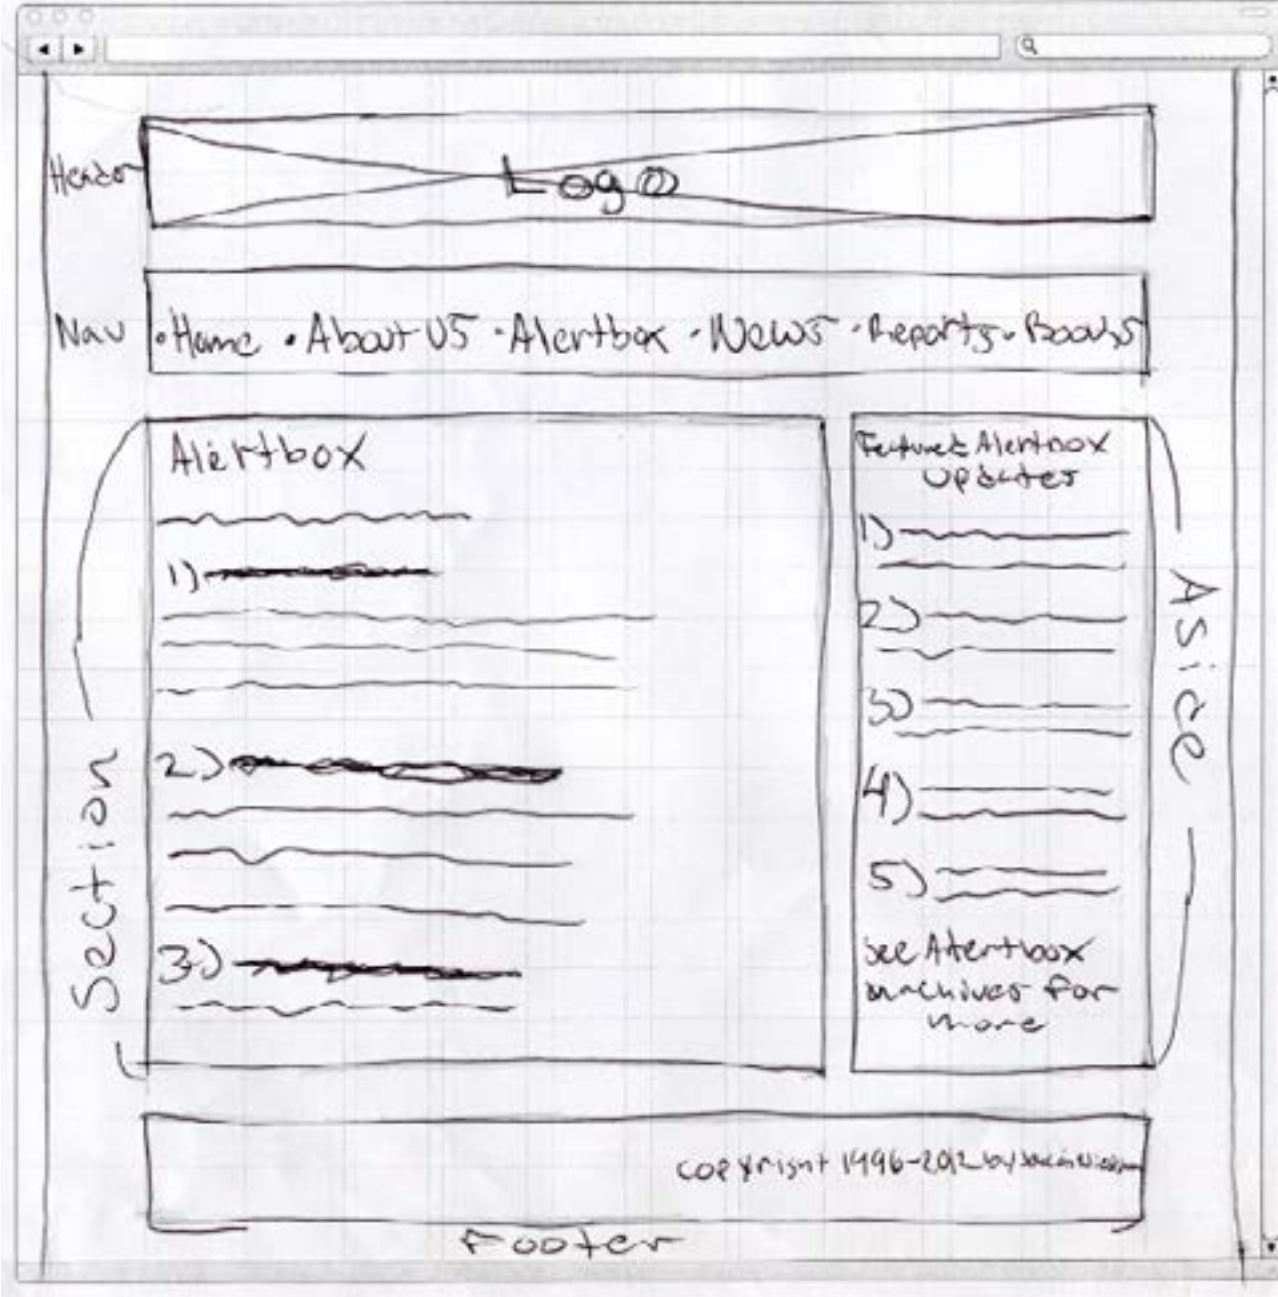 Header
Logo
Nav
• Home • About US • Alertbox • News • Reports • Books
Section
Alertbox
1)
2)
3)
Featured Alertbox
Updates
1)
2)
3)
4)
5)
See Alertbox
archives for
more
Aside
copyright 1996-2012 by
Footer